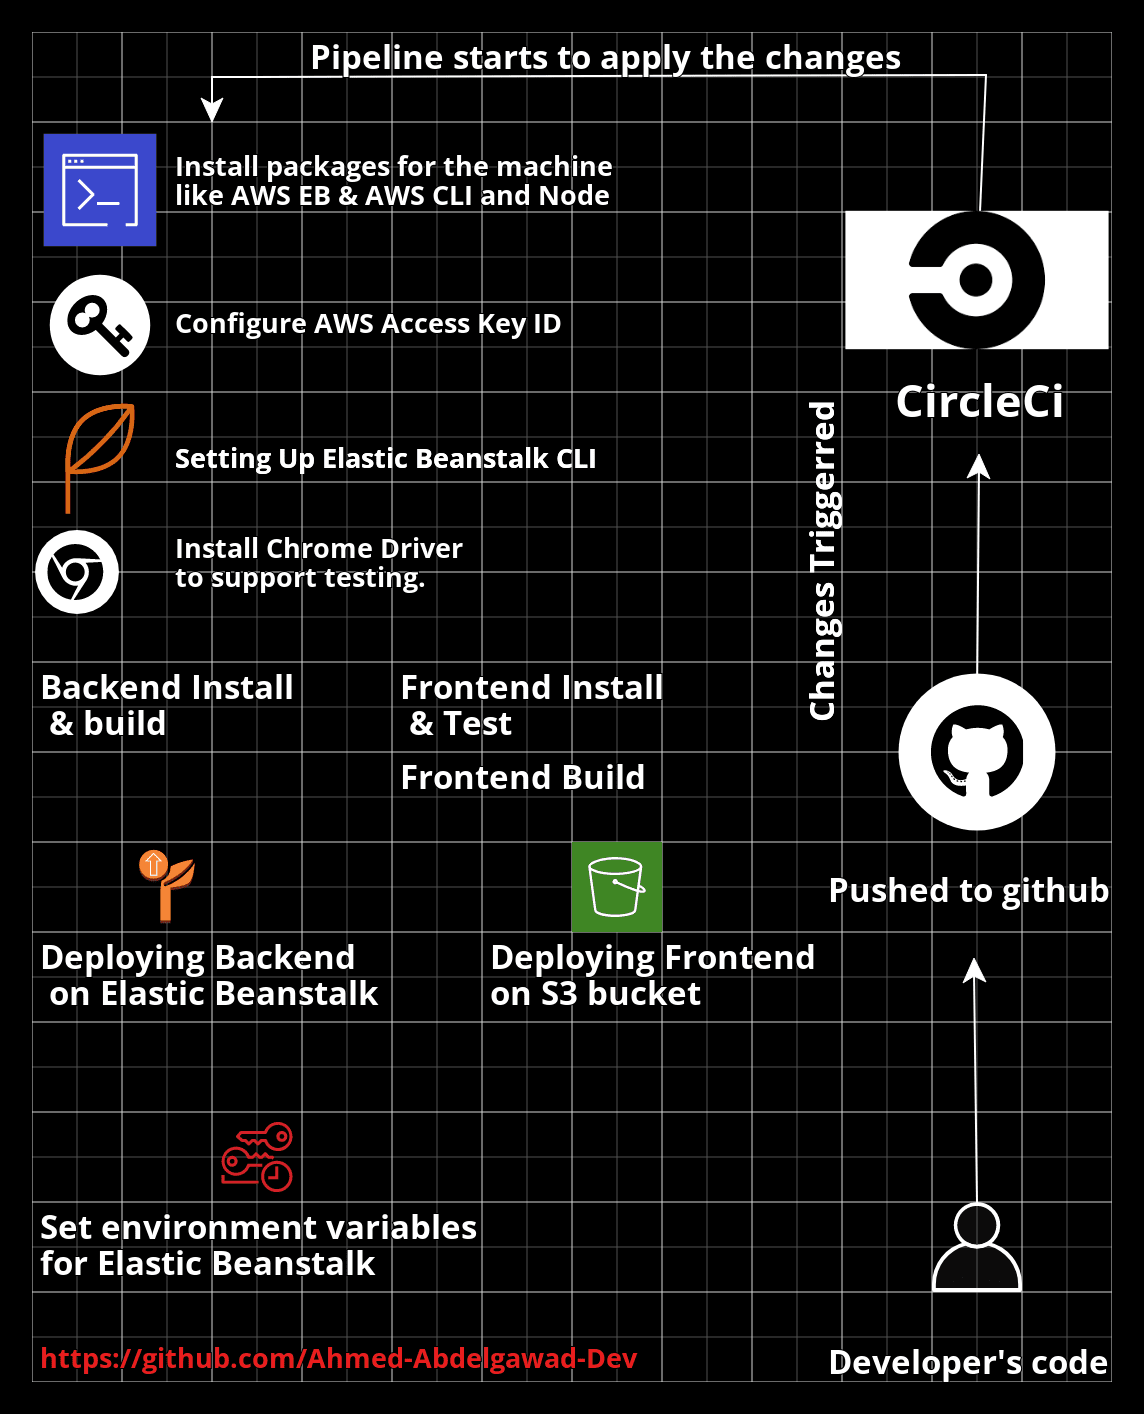 Pipeline starts to apply the changes
Install packages for the machine
like AWS EB & AWS CLI and Node
Configure AWS Access Key ID
CircleCi
Changes Triggerred
Setting Up Elastic Beanstalk CLI
Install Chrome Driver
to support testing.
Backend Install
& build
Frontend Install
& Test
Frontend Build
Pushed to github
Deploying Backend
on Elastic Beanstalk
Deploying Frontend
on S3 bucket
Set environment variables
for Elastic Beanstalk
https://github.com/Ahmed-Abdelgawad-Dev
Developer's code